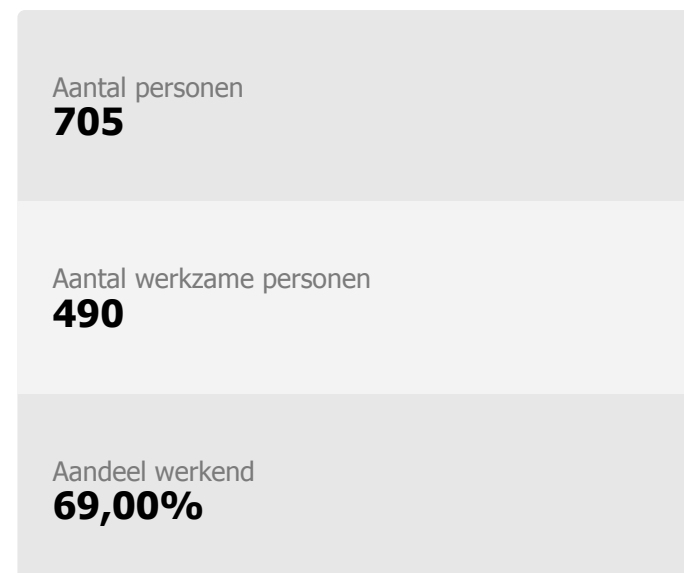 Aantal personen
705
Aantal werkzame personen
490
Aandeel werkend
69,00%